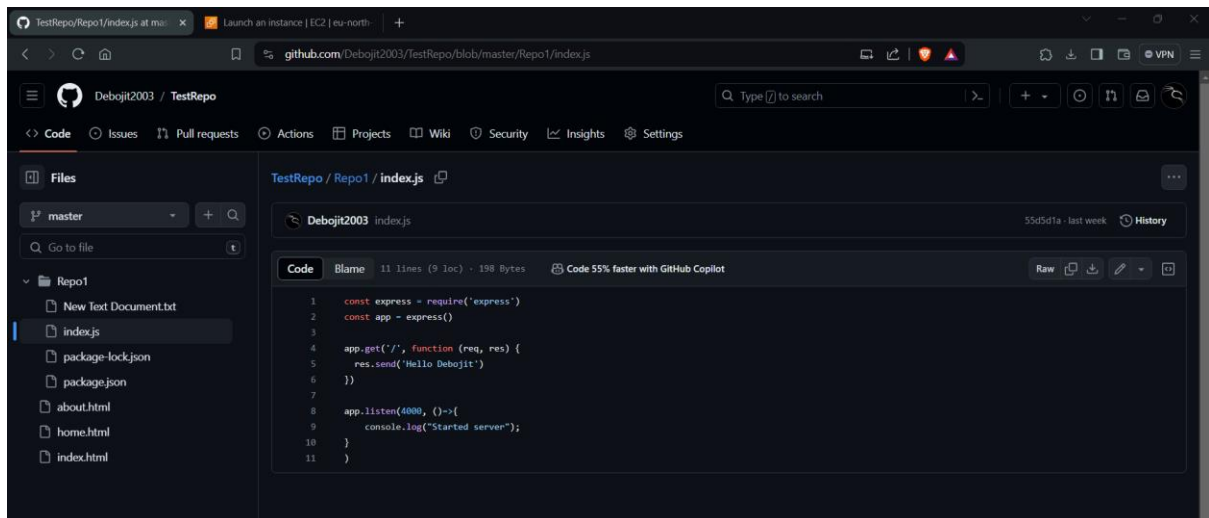 TestRepo/Repo1/index.js at mas
Launch an instance | EC2 | eu-north-
github.com/Debojit2003/TestRepo/blob/master/Repo1/index.js
VPN
Debojit2003 / TestRepo
Type / to search
Code Issues Pull requests Actions Projects Wiki Security Insights Settings
Files
TestRepo / Repo1 / index.js
master
Debojit2003 index.js
55d5d1a · last week History
Go to file t
Code Blame 11 lines (9 loc) · 198 Bytes Code 55% faster with GitHub Copilot
Raw
Repo1
New Text Document.txt
index.js
package-lock.json
package.json
about.html
home.html
index.html
1 const express = require('express')
2 const app = express()
3
4 app.get('/', function (req, res) {
5 res.send('Hello Debojit')
6 })
7
8 app.listen(4000, ()=>{
9 console.log("Started server");
10 }
11 )